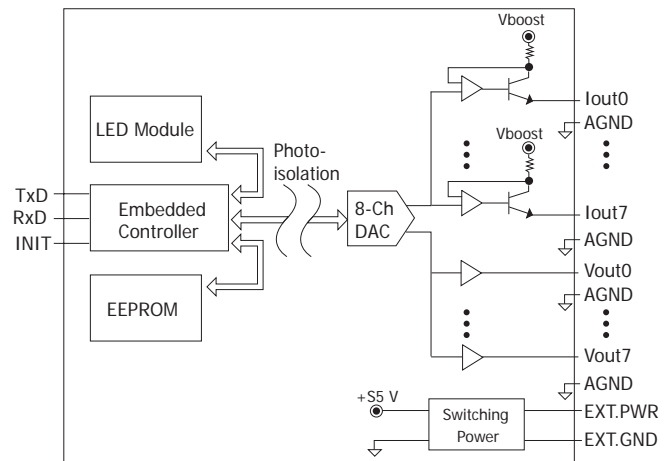 Vboost
LED Module
Iout0
AGND
Photo-
isolation
Vboost
TxD
RxD
INIT
Embedded
Controller
8-Ch
DAC
Iout7
AGND
Vout0
AGND
EEPROM
Vout7
AGND
+S5 V
Switching
Power
EXT.PWR
EXT.GND